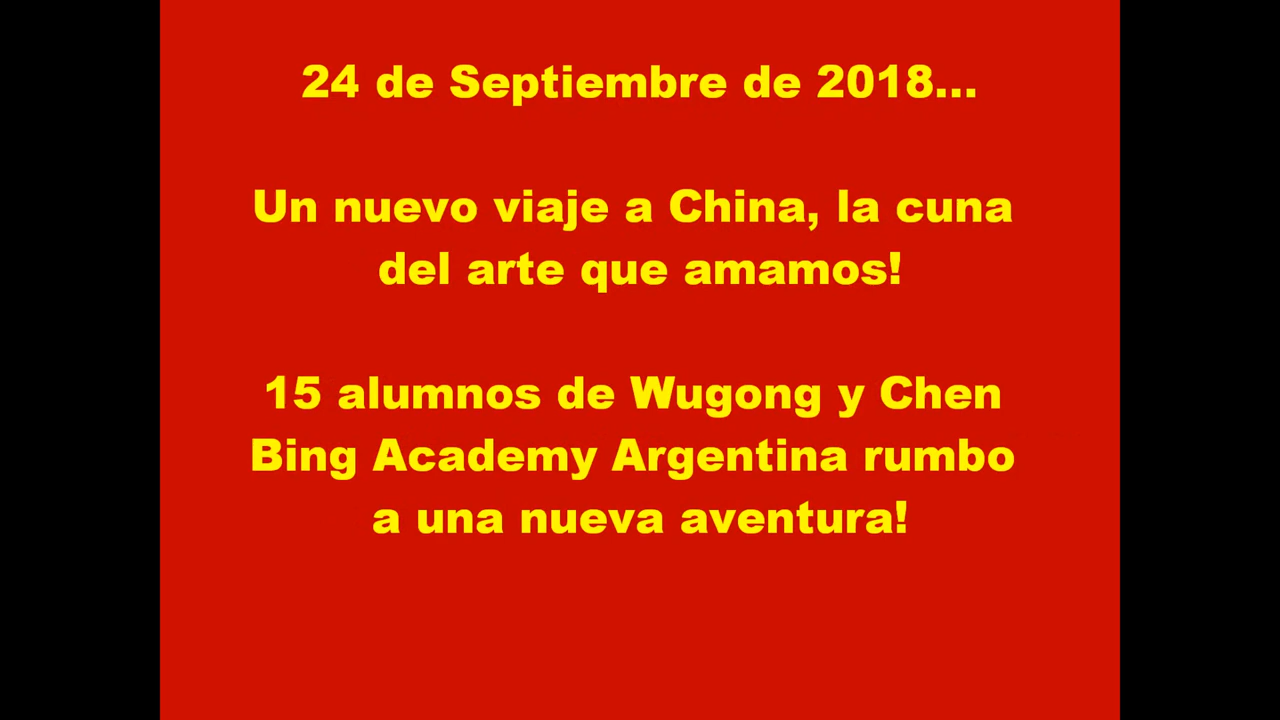 24 de Septiembre de 2018...
Un nuevo viaje a China, la cuna
del arte que amamos!
15 alumnos de Wugong y Chen
Bing Academy Argentina rumbo
a una nueva aventura!